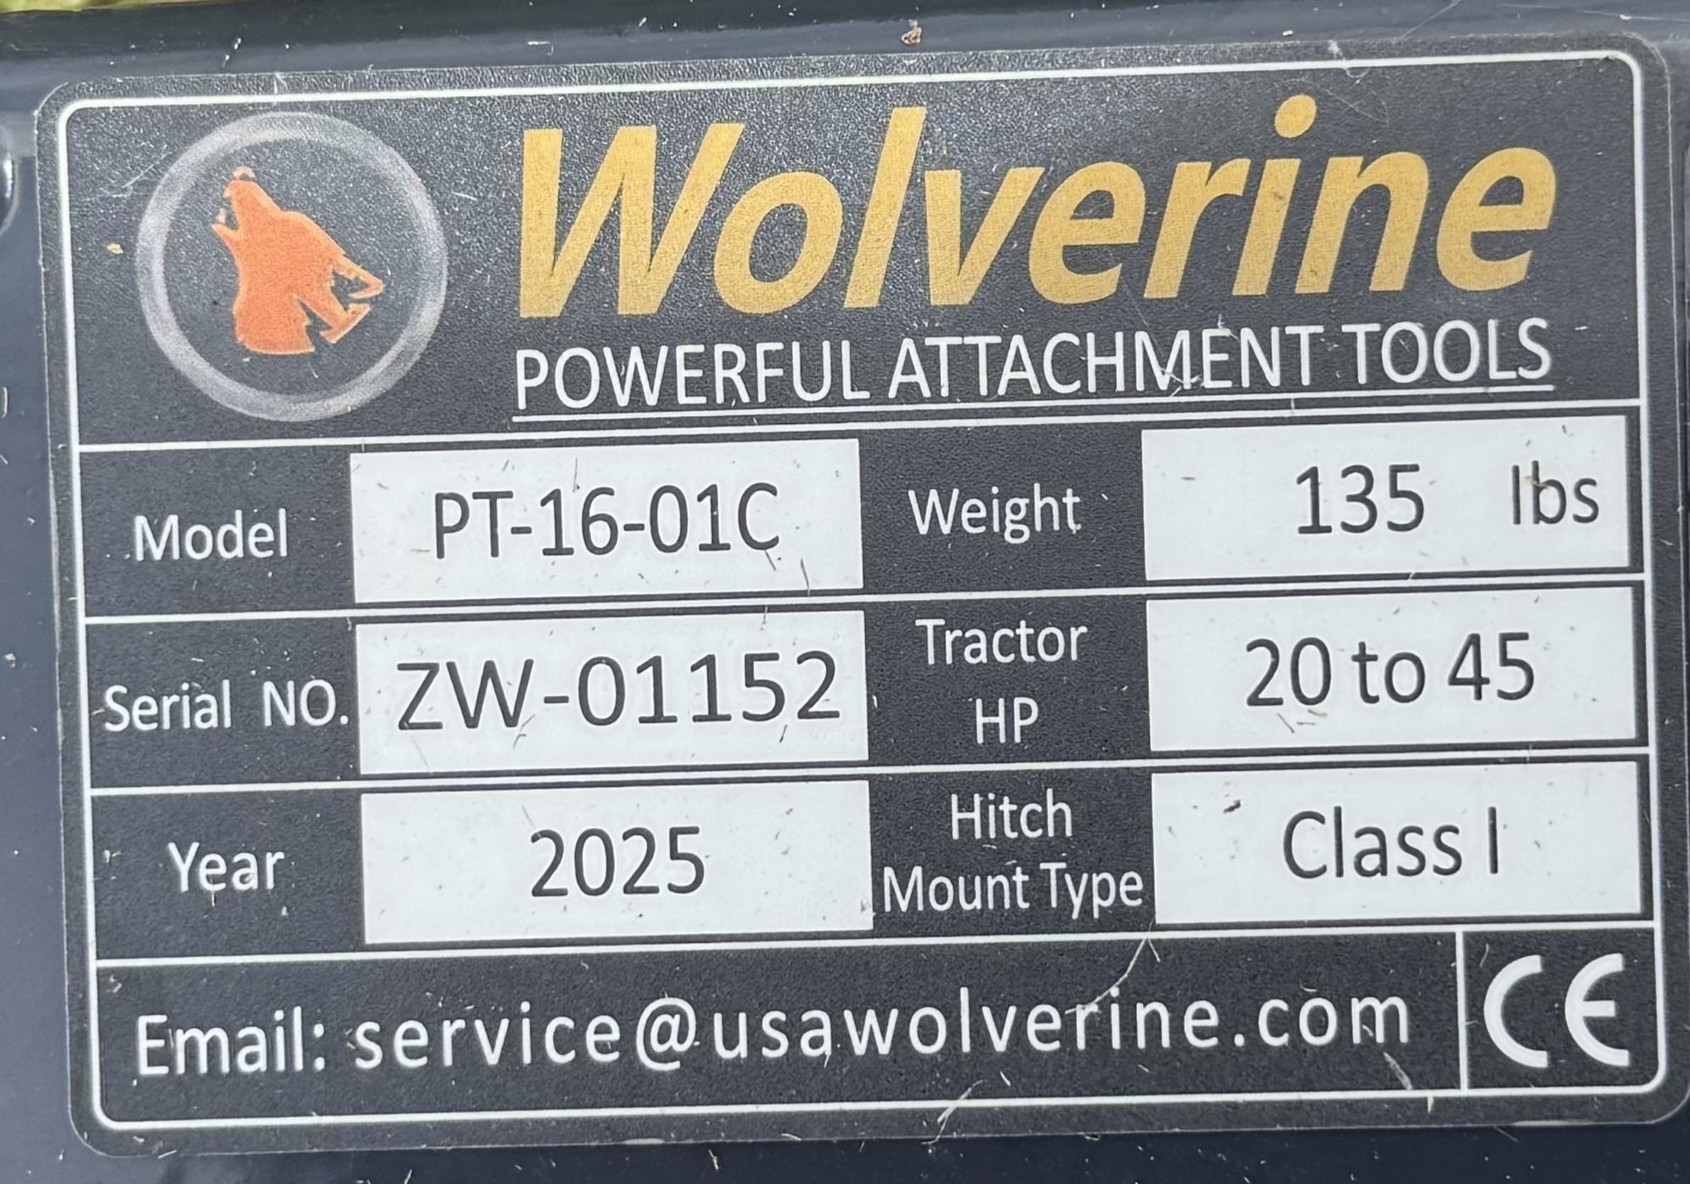 Wolverine
POWERFUL ATTACHMENT TOOLS
Model PT-16-01C Weight 135 lbs
Serial NO. ZW-01152 Tractor HP 20 to 45
Year 2025 Hitch Mount Type Class I
Email: service@usawolverine.com CE